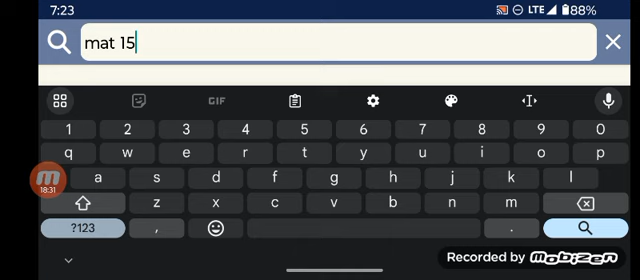 7:23 LTE 88%
mat 15
GIF
1 2 3 4 5 6 7 8 9 0
q w e r t y u i o p
a s d f g h j k l
18:31
z x c v b n m
?123 , .
Recorded by mobizen